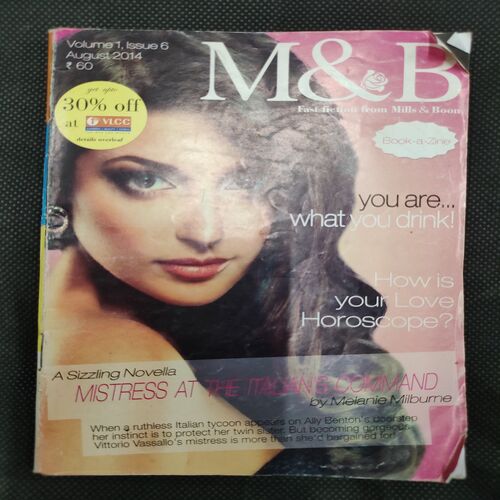 Volume 1, Issue 6
August 2014
₹ 60
M&B
Fast fiction from Mills & Boon
get upto
30% off
at VLCC
details overleaf
Book-a-Zine
you are...
what you drink!
How is
your Love
Horoscope?
A Sizzling Novella
MISTRESS AT THE ITALIAN'S COMMAND
by Melanie Milburne
When a ruthless Italian tycoon appears on Ally Benton's doorstep
her instinct is to protect her twin sister. But becoming gorgeous
Vittorio Vassallo's mistress is more than she'd bargained for!